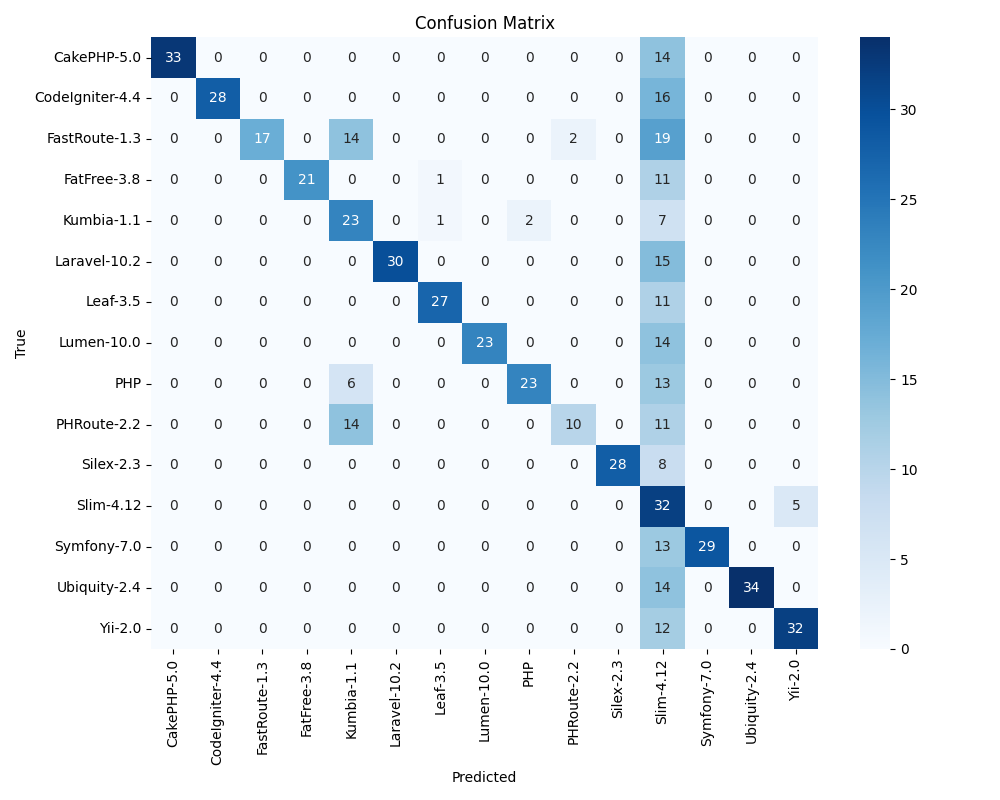 Confusion Matrix
CakePHP-5.0 33 0 0 0 0 0 0 0 0 0 0 14 0 0 0
CodeIgniter-4.4 0 28 0 0 0 0 0 0 0 0 0 16 0 0 0
FastRoute-1.3 0 0 17 0 14 0 0 0 0 2 0 19 0 0 0
FatFree-3.8 0 0 0 21 0 0 1 0 0 0 0 11 0 0 0
Kumbia-1.1 0 0 0 0 23 0 1 0 2 0 0 7 0 0 0
Laravel-10.2 0 0 0 0 0 30 0 0 0 0 0 15 0 0 0
Leaf-3.5 0 0 0 0 0 0 27 0 0 0 0 11 0 0 0
Lumen-10.0 0 0 0 0 0 0 0 23 0 0 0 14 0 0 0
PHP 0 0 0 0 6 0 0 0 23 0 0 13 0 0 0
PHRoute-2.2 0 0 0 0 14 0 0 0 0 10 0 11 0 0 0
Silex-2.3 0 0 0 0 0 0 0 0 0 0 28 8 0 0 0
Slim-4.12 0 0 0 0 0 0 0 0 0 0 0 32 0 0 5
Symfony-7.0 0 0 0 0 0 0 0 0 0 0 0 13 29 0 0
Ubiquity-2.4 0 0 0 0 0 0 0 0 0 0 0 14 0 34 0
Yii-2.0 0 0 0 0 0 0 0 0 0 0 0 12 0 0 32
True
CakePHP-5.0
CodeIgniter-4.4
FastRoute-1.3
FatFree-3.8
Kumbia-1.1
Laravel-10.2
Leaf-3.5
Lumen-10.0
PHP
PHRoute-2.2
Silex-2.3
Slim-4.12
Symfony-7.0
Ubiquity-2.4
Yii-2.0
Predicted
30
25
20
15
10
5
0